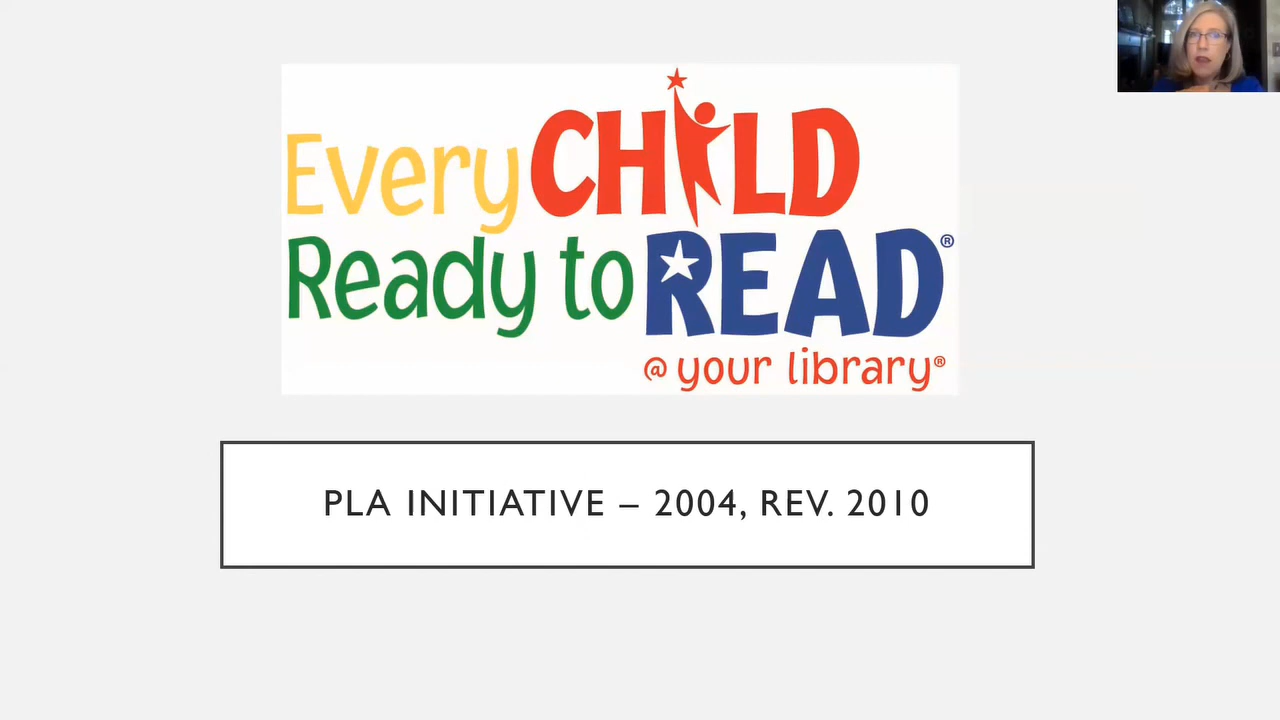 Every CHILD
Ready to READ®
@ your library®
PLA INITIATIVE – 2004, REV. 2010